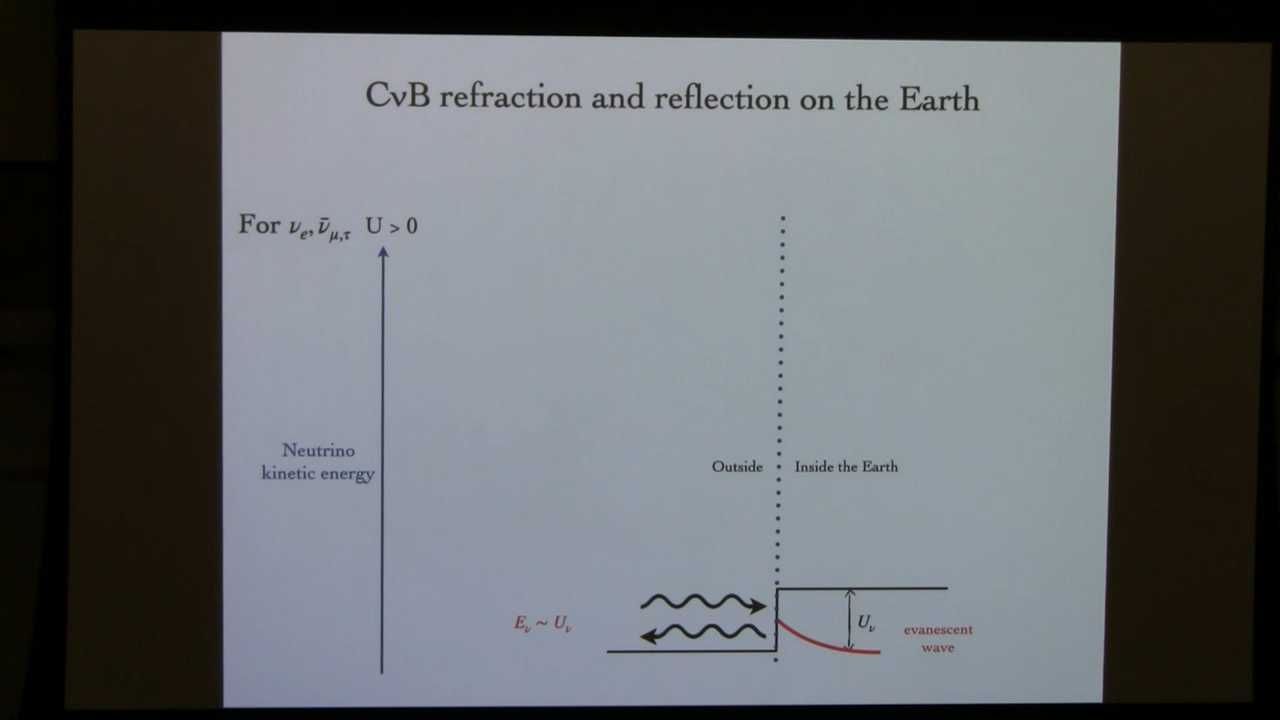 CνB refraction and reflection on the Earth
For νₑ, ν̄μ,τ U > 0
Neutrino
kinetic energy
Outside
Inside the Earth
Eν ~ Uν
Uν
evanescent
wave